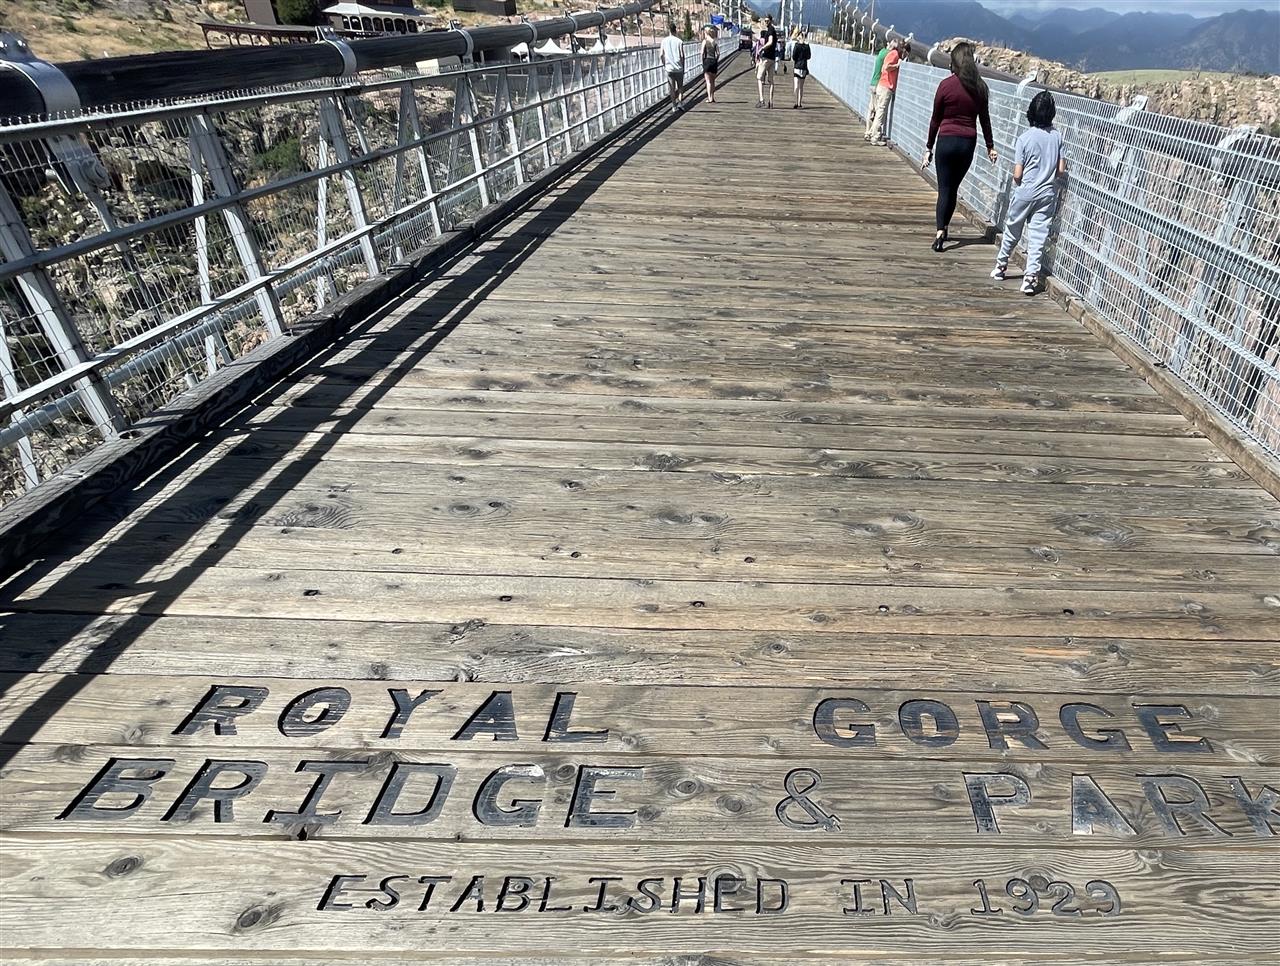 ROYAL GORGE
BRIDGE & PARK
ESTABLISHED IN 1929